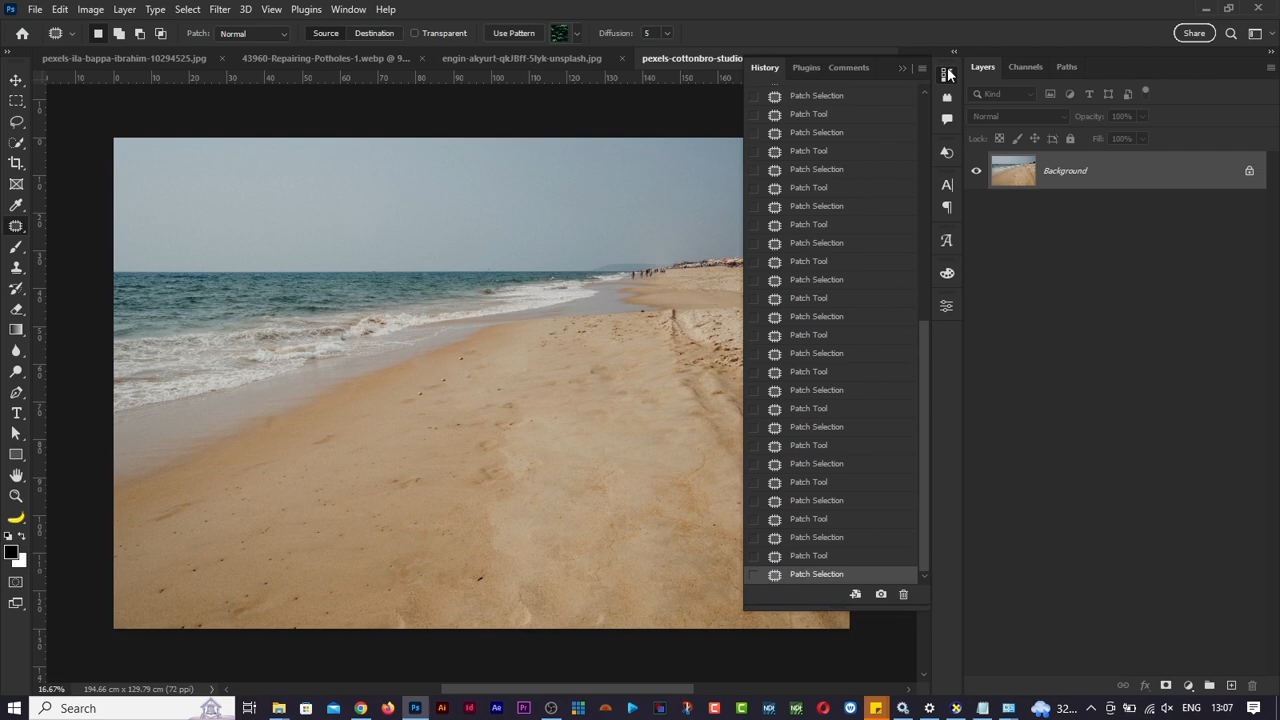 Ps File Edit Image Layer Type Select Filter 3D View Plugins Window Help
Patch: Normal Source Destination Transparent Use Pattern Diffusion: 5 Share
pexels-ila-bappa-ibrahim-10294525.jpg × 43960-Repairing-Potholes-1.webp @ 9... × engin-akyurt-qkJBff-5lyk-unsplash.jpg × pexels-cottonbro-studio
History Plugins Comments
Layers Channels Paths
Kind
Normal Opacity: 100%
Lock: Fill: 100%
Background
Patch Selection
Patch Tool
Patch Selection
Patch Tool
Patch Selection
Patch Tool
Patch Selection
Patch Tool
Patch Selection
Patch Tool
Patch Selection
Patch Tool
Patch Selection
Patch Tool
Patch Selection
Patch Tool
Patch Selection
Patch Tool
Patch Selection
Patch Tool
Patch Selection
Patch Tool
Patch Selection
Patch Tool
Patch Selection
Patch Tool
Patch Selection
16.67% 194.66 cm x 129.79 cm (72 ppi)
Search
32...
ENG
13:07